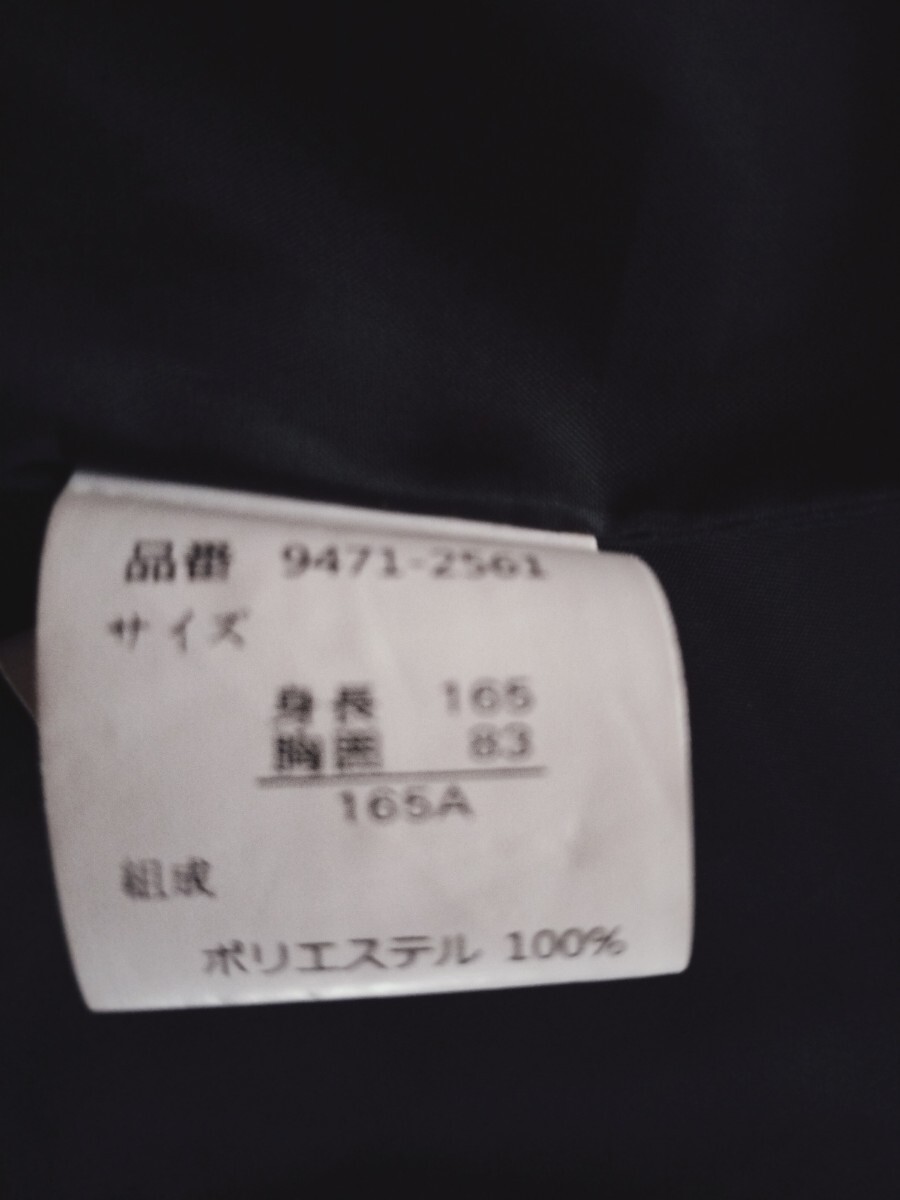 品番 9471-2561
サイズ
身長 165
胸囲 83
165A
組成
ポリエステル 100%